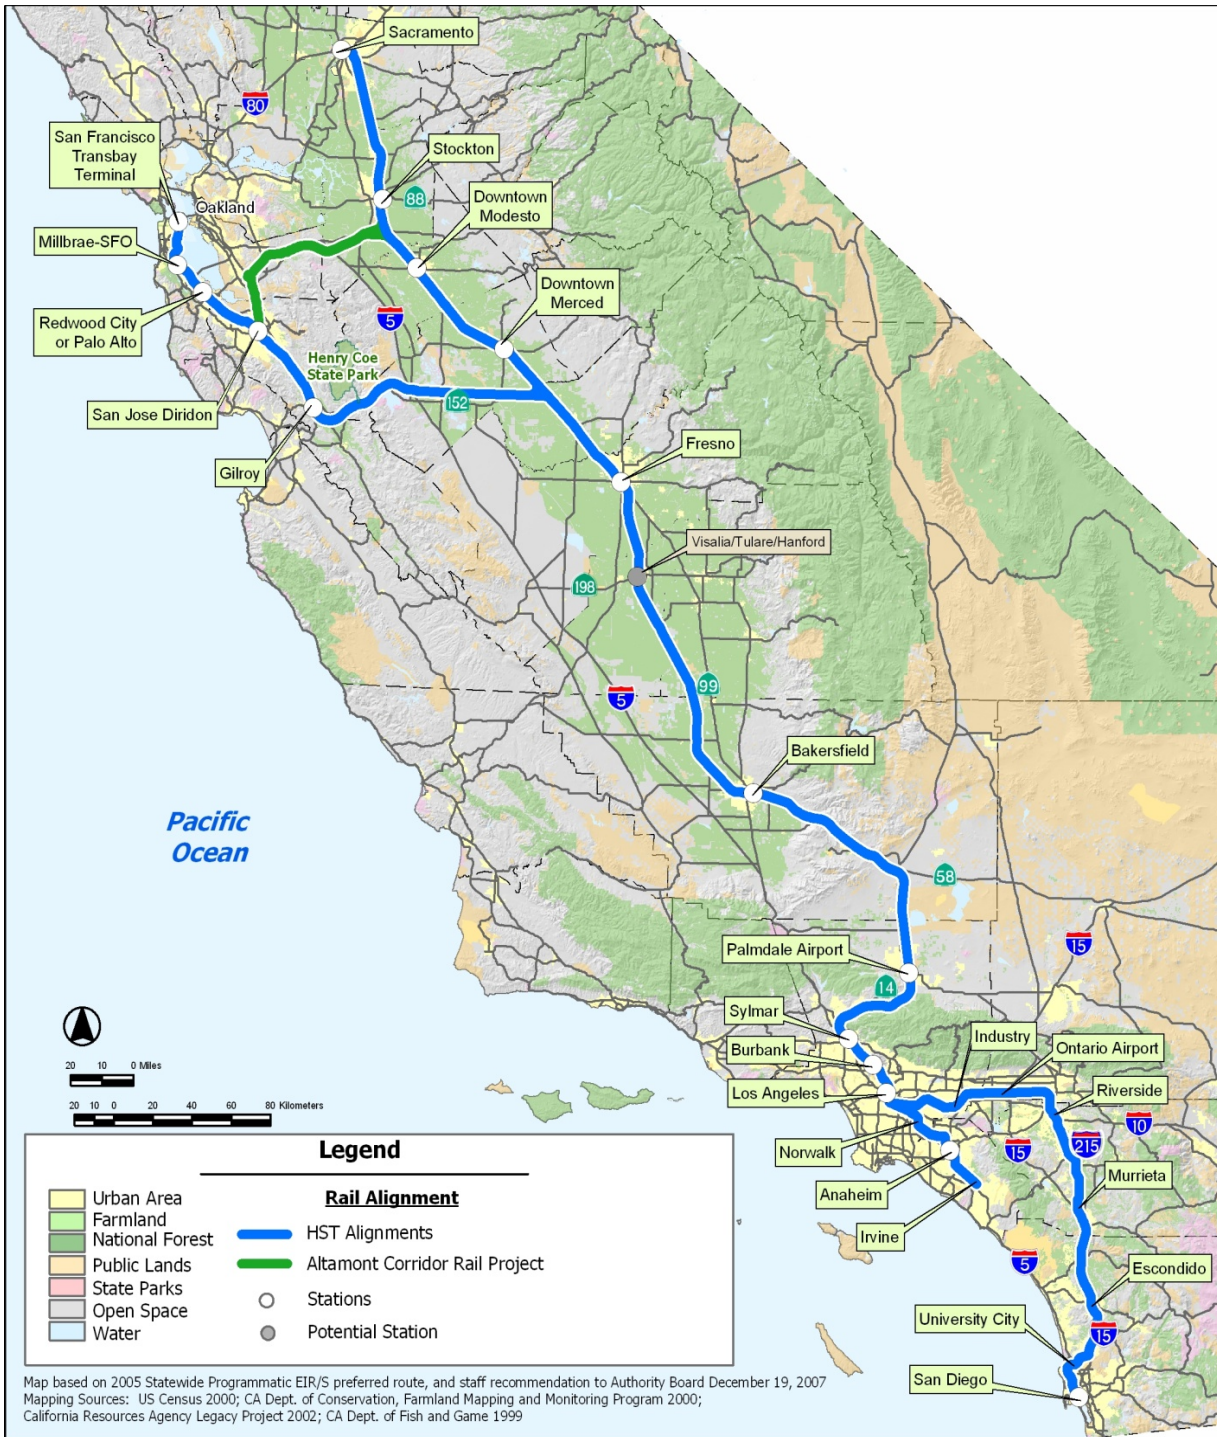 Sacramento
80
San Francisco
Transbay
Terminal
Stockton
88
Downtown
Modesto
Oakland
Millbrae-SFO
Downtown
Merced
Redwood City
or Palo Alto
5
Henry Coe
State Park
152
San Jose Diridon
Fresno
Gilroy
Visalia/Tulare/Hanford
198
99
5
Bakersfield
Pacific
Ocean
58
15
Palmdale Airport
14
Sylmar
Industry
Burbank
Ontario Airport
Los Angeles
Riverside
10
Norwalk
15
215
Murrieta
Anaheim
Irvine
5
Escondido
University City
15
San Diego
20 10 0 Miles
20 10 0 20 40 60 80 Kilometers
Legend
Urban Area
Farmland
National Forest
Public Lands
State Parks
Open Space
Water
Rail Alignment
HST Alignments
Altamont Corridor Rail Project
Stations
Potential Station
Map based on 2005 Statewide Programmatic EIR/S preferred route, and staff recommendation to Authority Board December 19, 2007
Mapping Sources: US Census 2000; CA Dept. of Conservation, Farmland Mapping and Monitoring Program 2000;
California Resources Agency Legacy Project 2002; CA Dept. of Fish and Game 1999